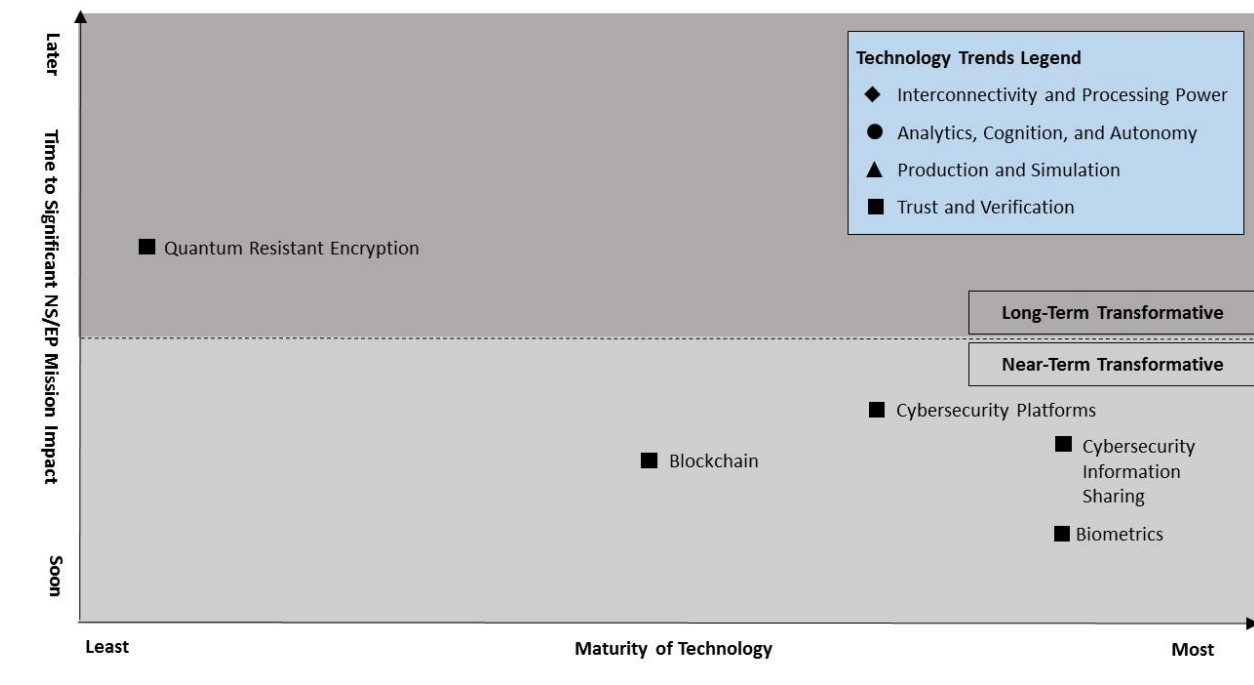 Later
Time to Significant NS/EP Mission Impact
Soon
Technology Trends Legend
Interconnectivity and Processing Power
Analytics, Cognition, and Autonomy
Production and Simulation
Trust and Verification
Quantum Resistant Encryption
Long-Term Transformative
Near-Term Transformative
Cybersecurity Platforms
Cybersecurity
Information
Sharing
Blockchain
Biometrics
Least
Maturity of Technology
Most